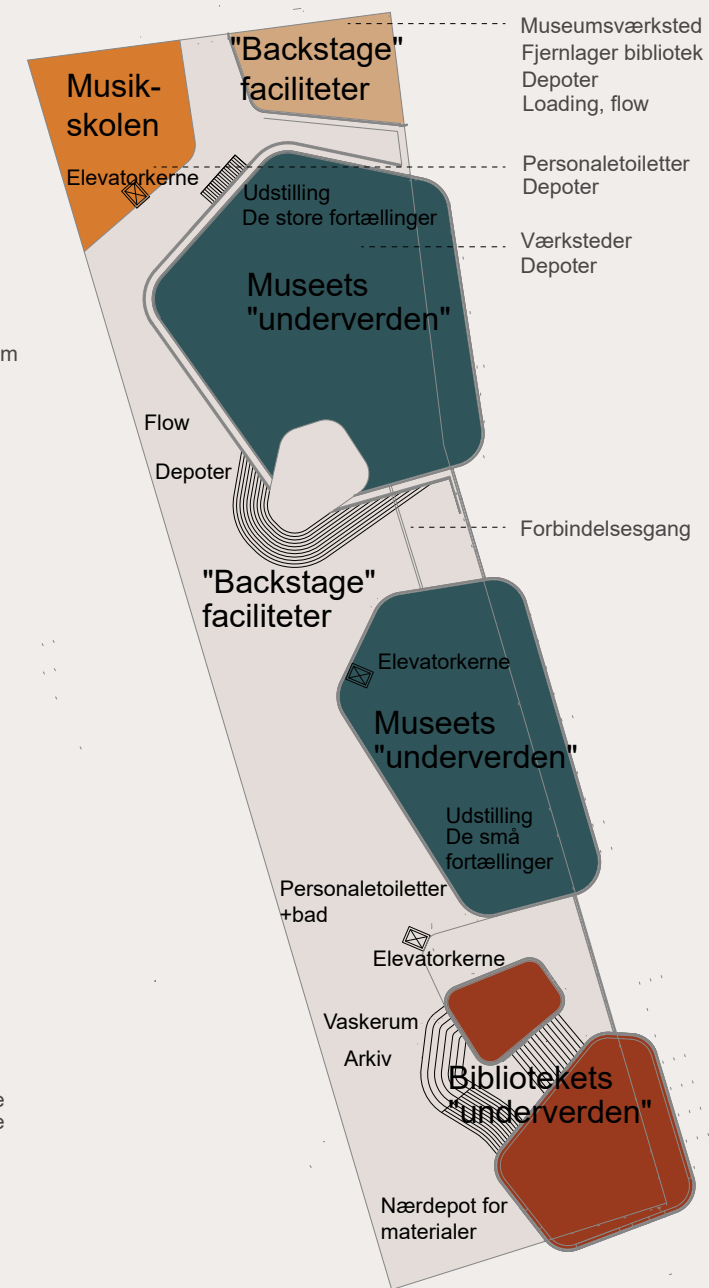 "Backstage"
faciliteter
Museumsværksted
Fjernlager bibliotek
Depoter
Loading, flow
Musik-
skolen
Elevatorkerne
Personaletoiletter
Depoter
Udstilling
De store fortællinger
Værksteder
Depoter
Museets
"underverden"
m
Flow
Depoter
Forbindelsesgang
"Backstage"
faciliteter
Elevatorkerne
Museets
"underverden"
Udstilling
De små
fortællinger
Personaletoiletter
+bad
Elevatorkerne
Vaskerum
Arkiv
Bibliotekets
"underverden"
e
e
Nærdepot for
materialer